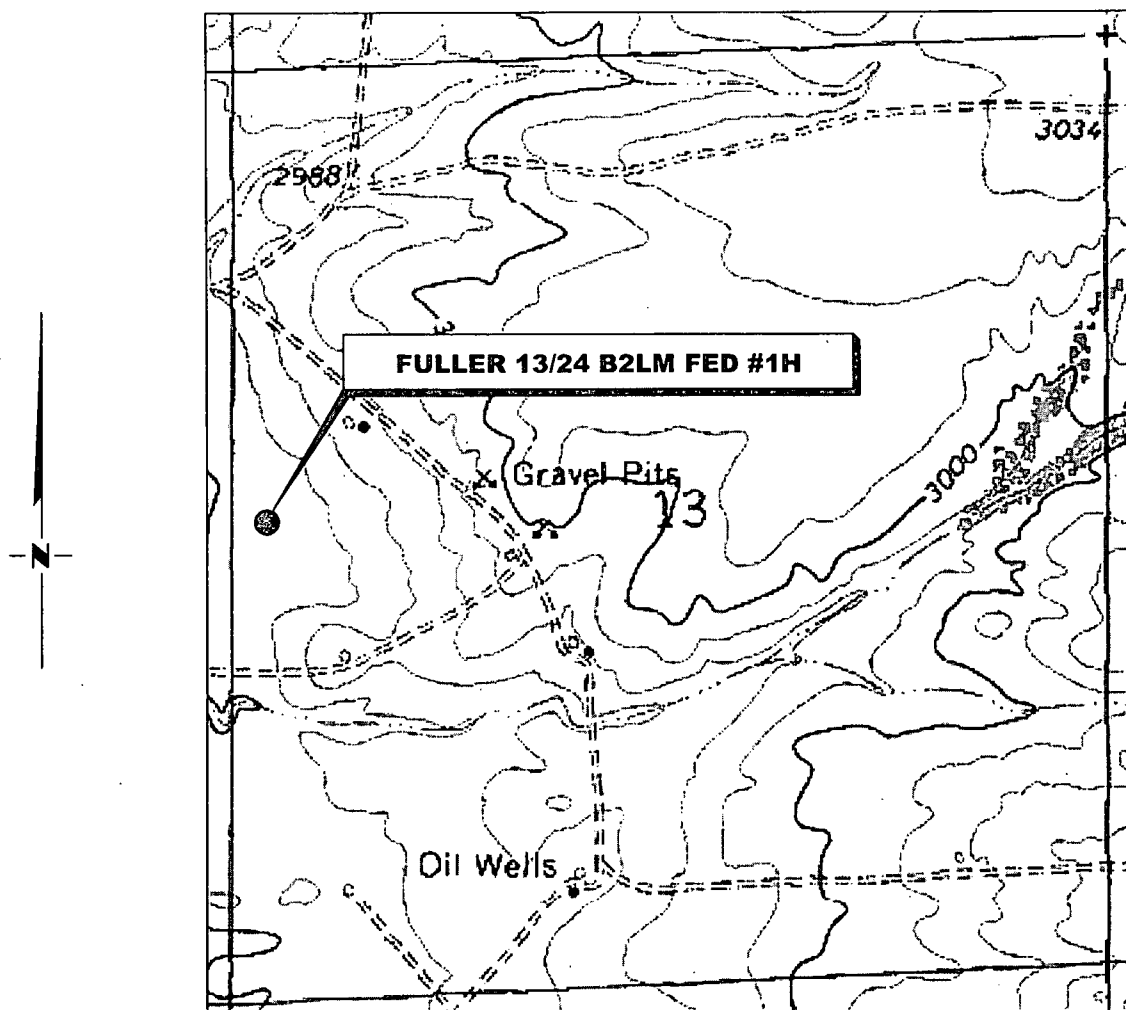 3034
2988
FULLER 13/24 B2LM FED #1H
Gravel Pits
13
3000
N
Oil Wells